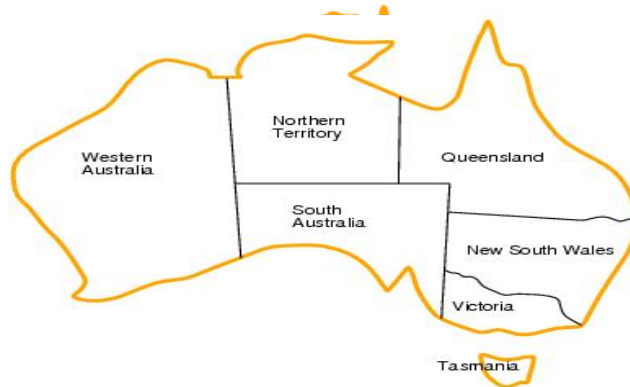 Northern
Territory
Western
Australia
Queensland
South
Australia
New South Wales
Victoria
Tasmania